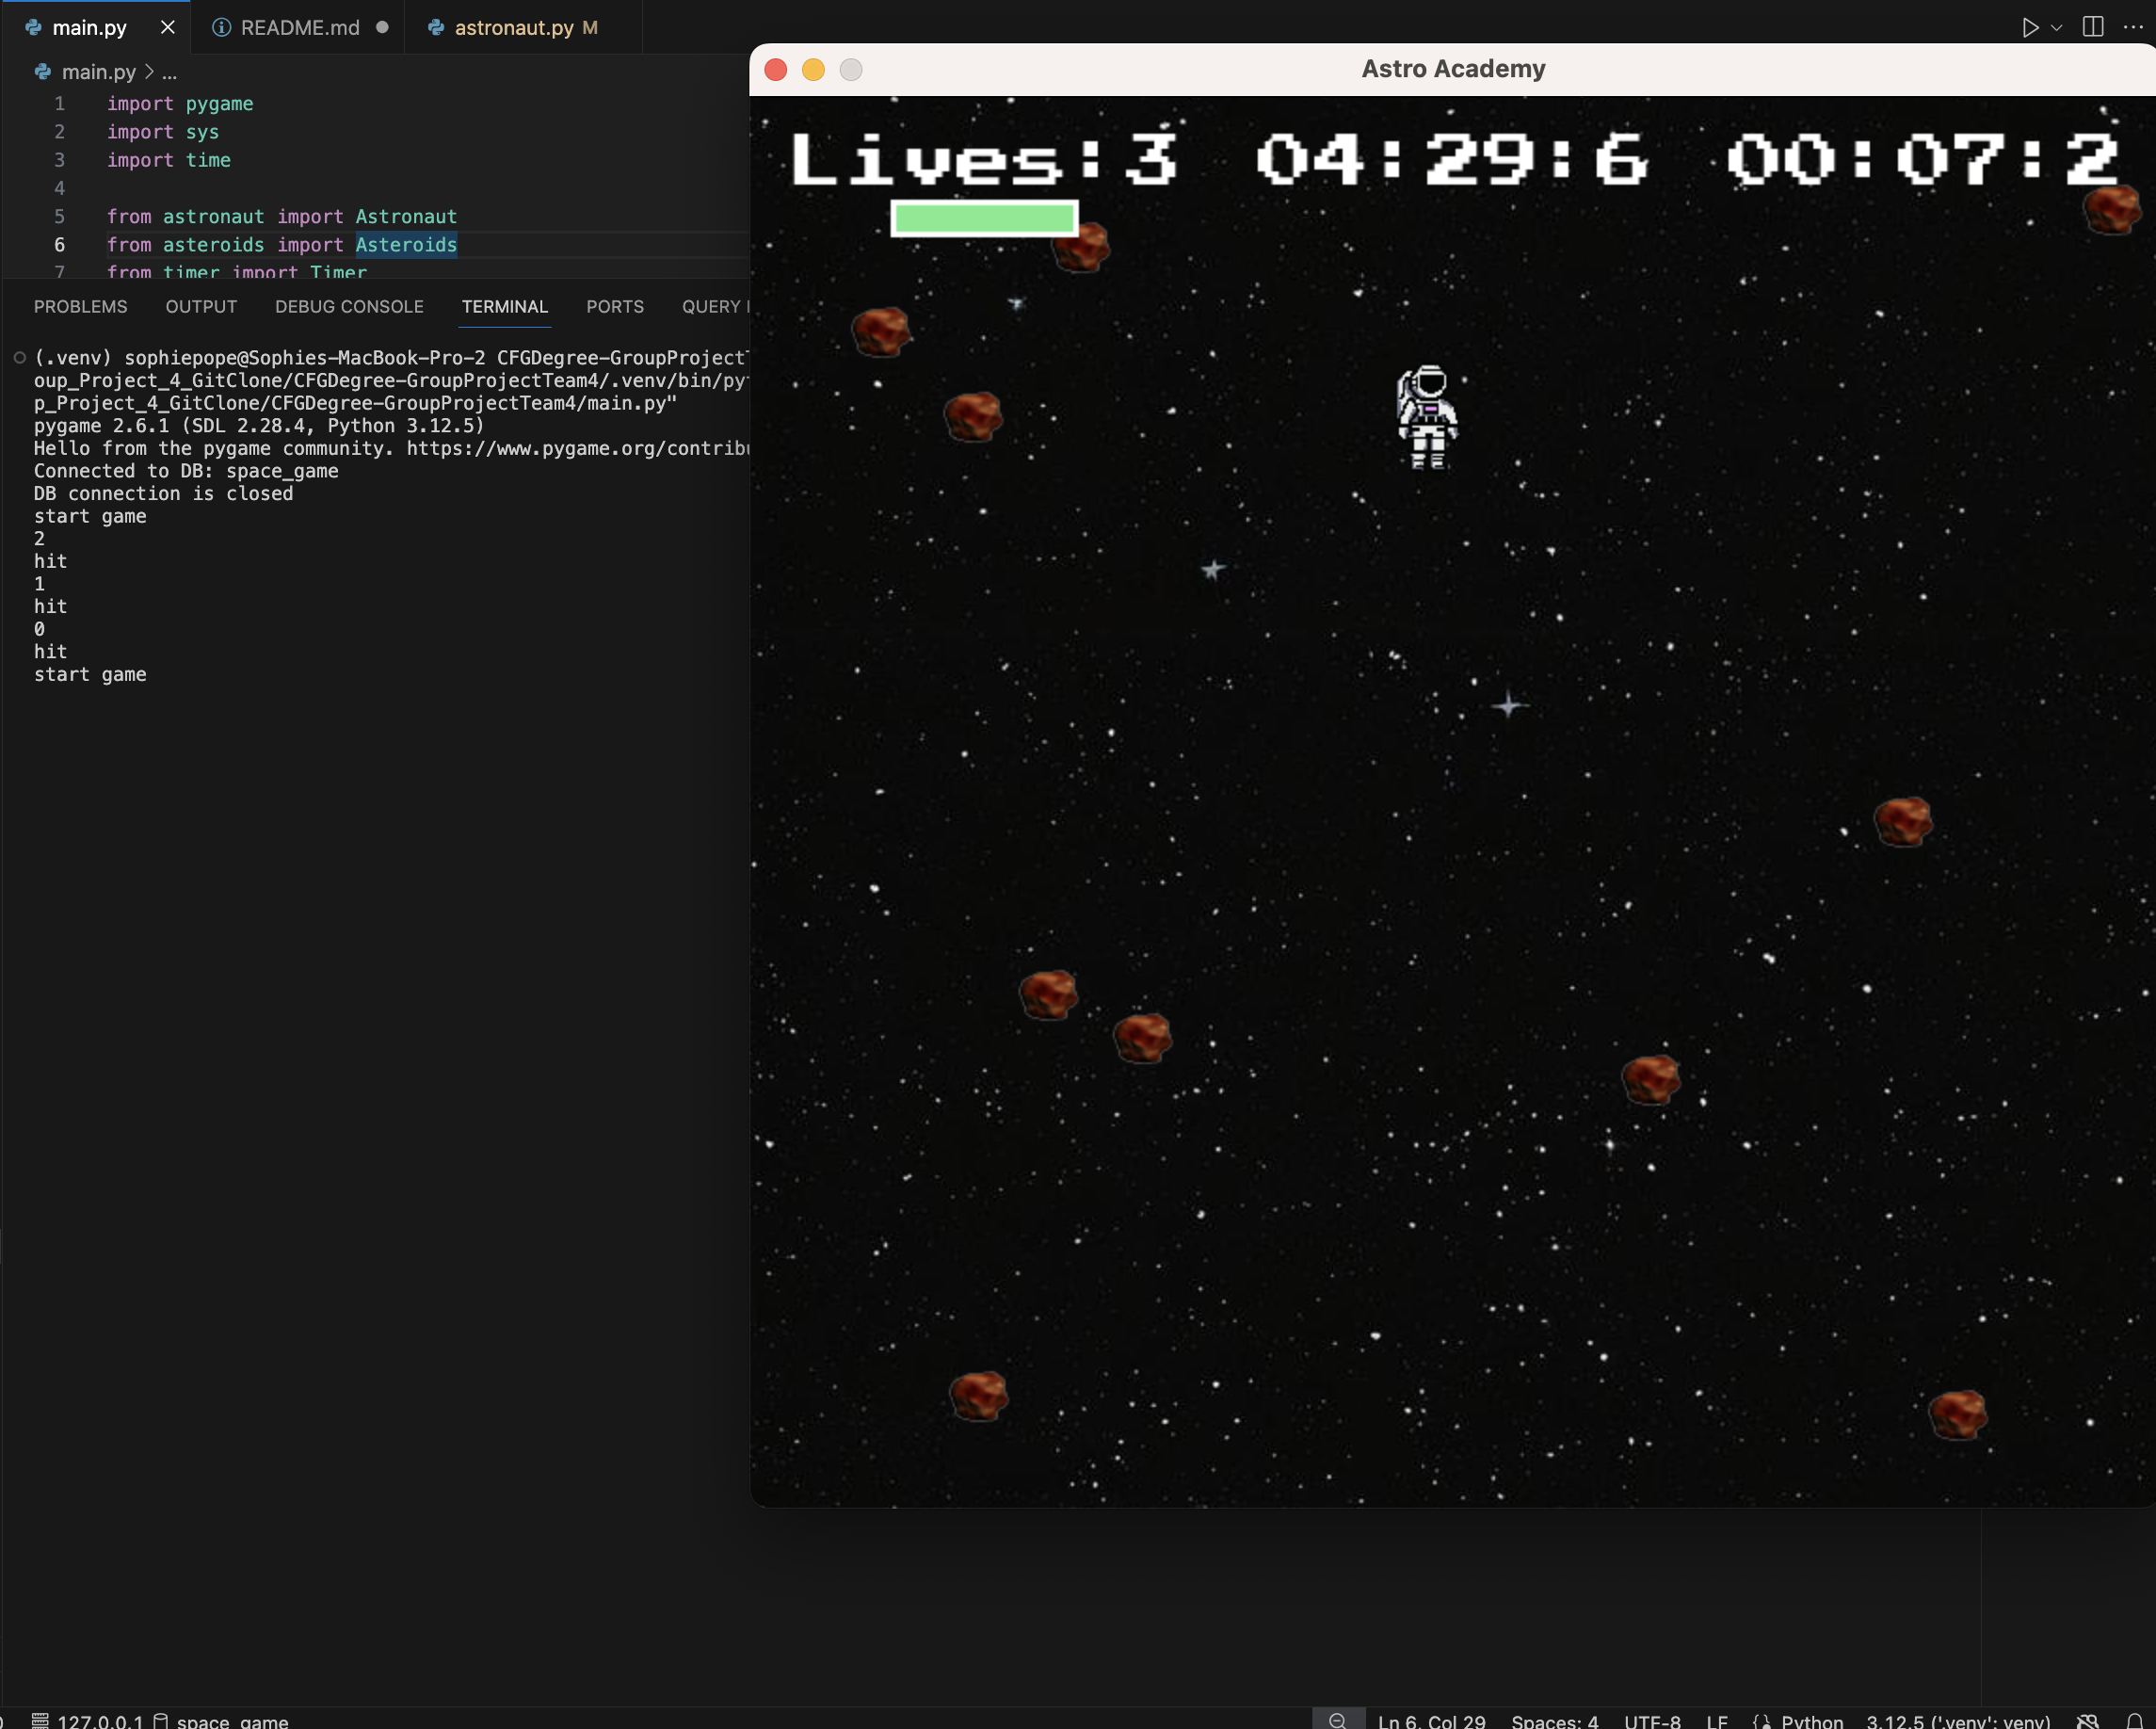 main.py README.md astronaut.py M
main.py > ...
1 import pygame
2 import sys
3 import time
4
5 from astronaut import Astronaut
6 from asteroids import Asteroids
7 from timer import Timer
PROBLEMS OUTPUT DEBUG CONSOLE TERMINAL PORTS QUERY
(.venv) sophiepope@Sophies-MacBook-Pro-2 CFGDegree-GroupProjectT
oup_Project_4_GitClone/CFGDegree-GroupProjectTeam4/.venv/bin/pyt
p_Project_4_GitClone/CFGDegree-GroupProjectTeam4/main.py"
pygame 2.6.1 (SDL 2.28.4, Python 3.12.5)
Hello from the pygame community. https://www.pygame.org/contribu
Connected to DB: space_game
DB connection is closed
start game
2
hit
1
hit
0
hit
start game
Astro Academy
Lives:3 04:29:6 00:07:2
127.0.0.1 space_game
Ln 6, Col 29 Spaces: 4 UTF-8 LF Python 3.12.5 ('.venv': venv)